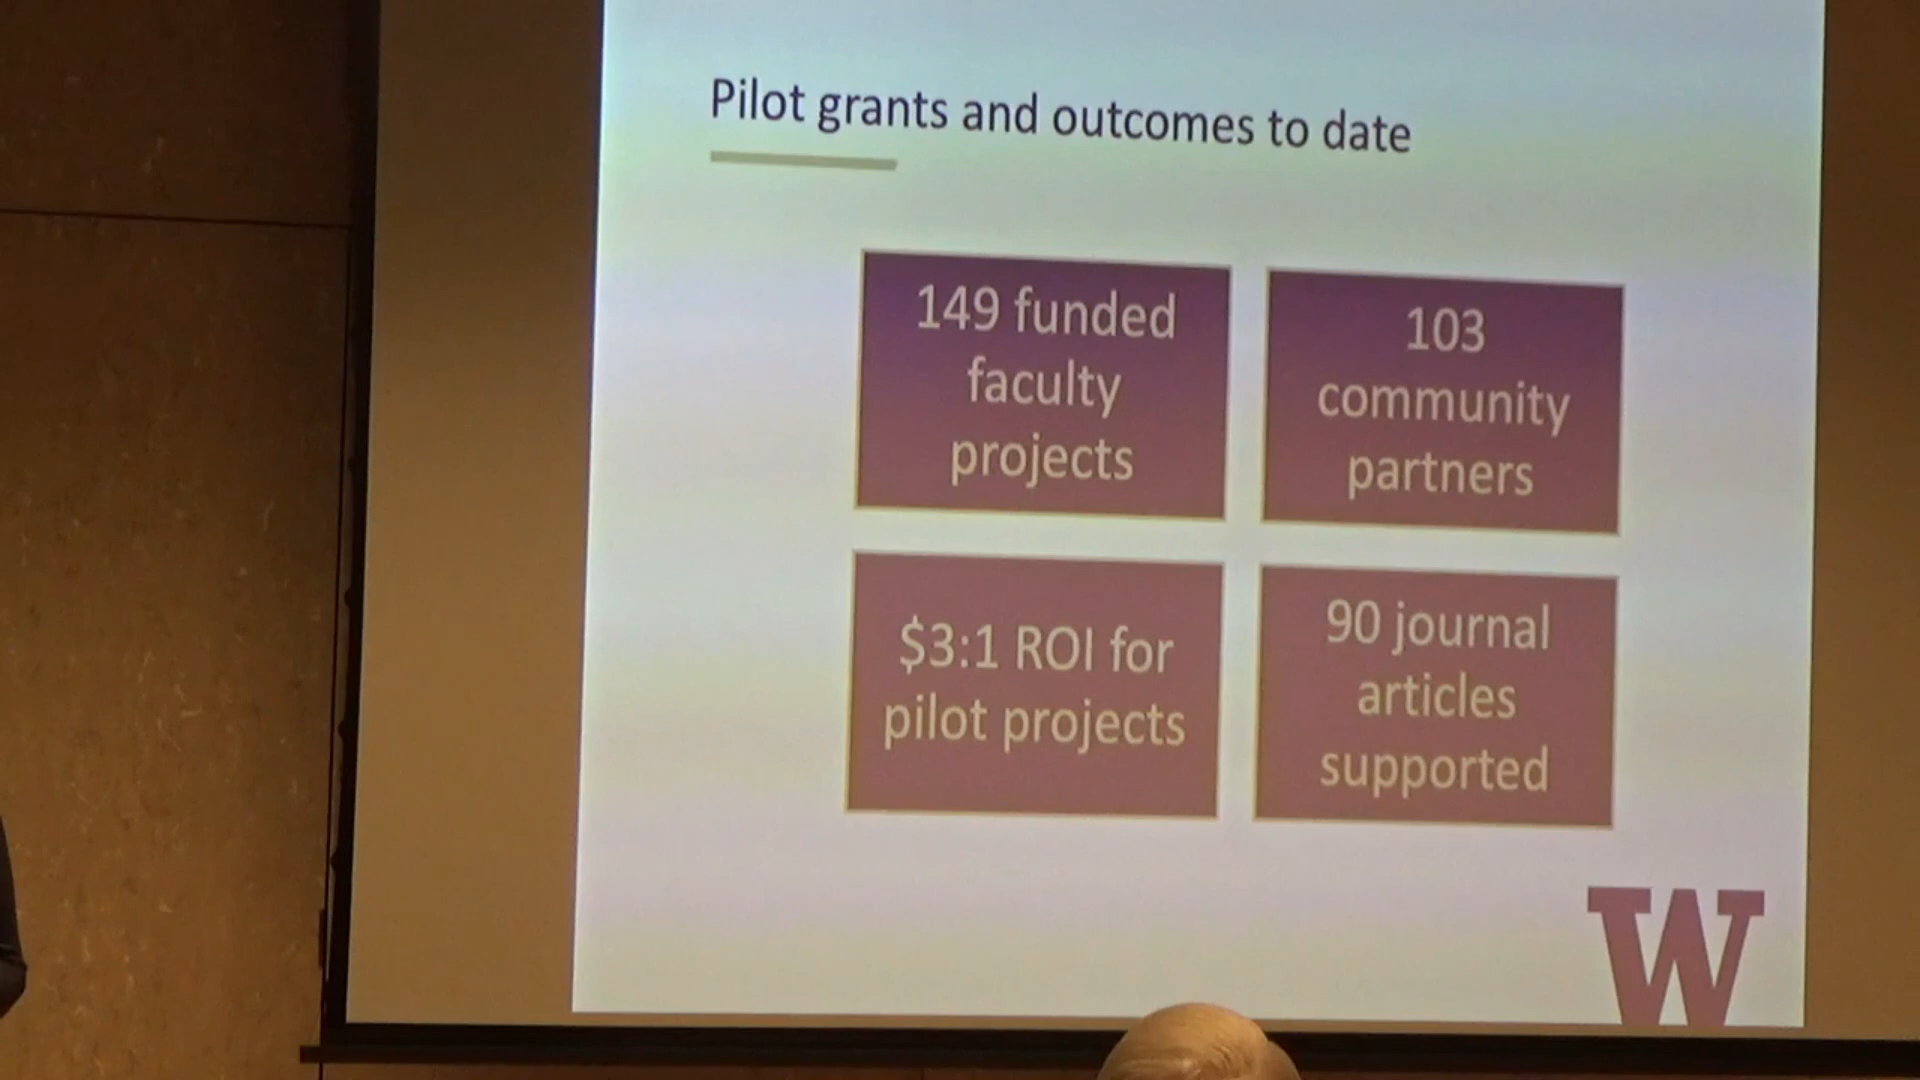 Pilot grants and outcomes to date
149 funded
faculty
projects
103
community
partners
$3:1 ROI for
pilot projects
90 journal
articles
supported
W